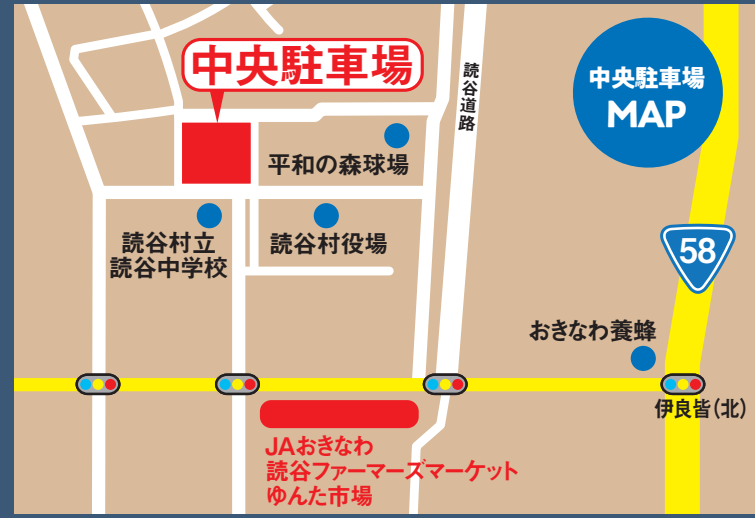 中央駐車場
中央駐車場
MAP
読谷道路
平和の森球場
読谷村立
読谷中学校
読谷村役場
58
おきなわ養蜂
伊良皆(北)
JAおきなわ
読谷ファーマーズマーケット
ゆんた市場